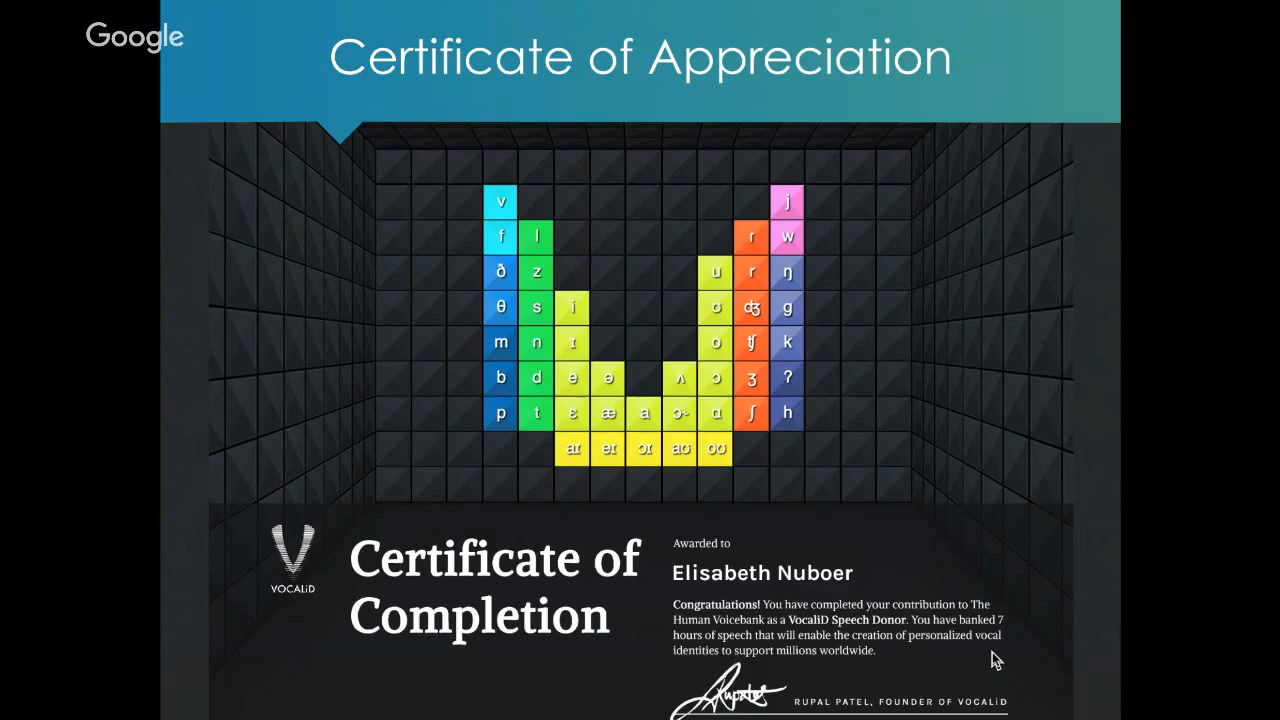 Google
Certificate of Appreciation
v j
f l r w
ð z u r ŋ
θ s i ʊ ʤ g
m n ɪ o ʧ k
b d e ə ʌ ɔ ʒ ʔ
p t ɛ æ a ɔ˞ ɑ ʃ h
aɪ eɪ ɔɪ aʊ oʊ
VOCALiD
Certificate of
Completion
Awarded to
Elisabeth Nuboer
Congratulations! You have completed your contribution to The
Human Voicebank as a VocaliD Speech Donor. You have banked 7
hours of speech that will enable the creation of personalized vocal
identities to support millions worldwide.
Rupatel
RUPAL PATEL, FOUNDER OF VOCALiD